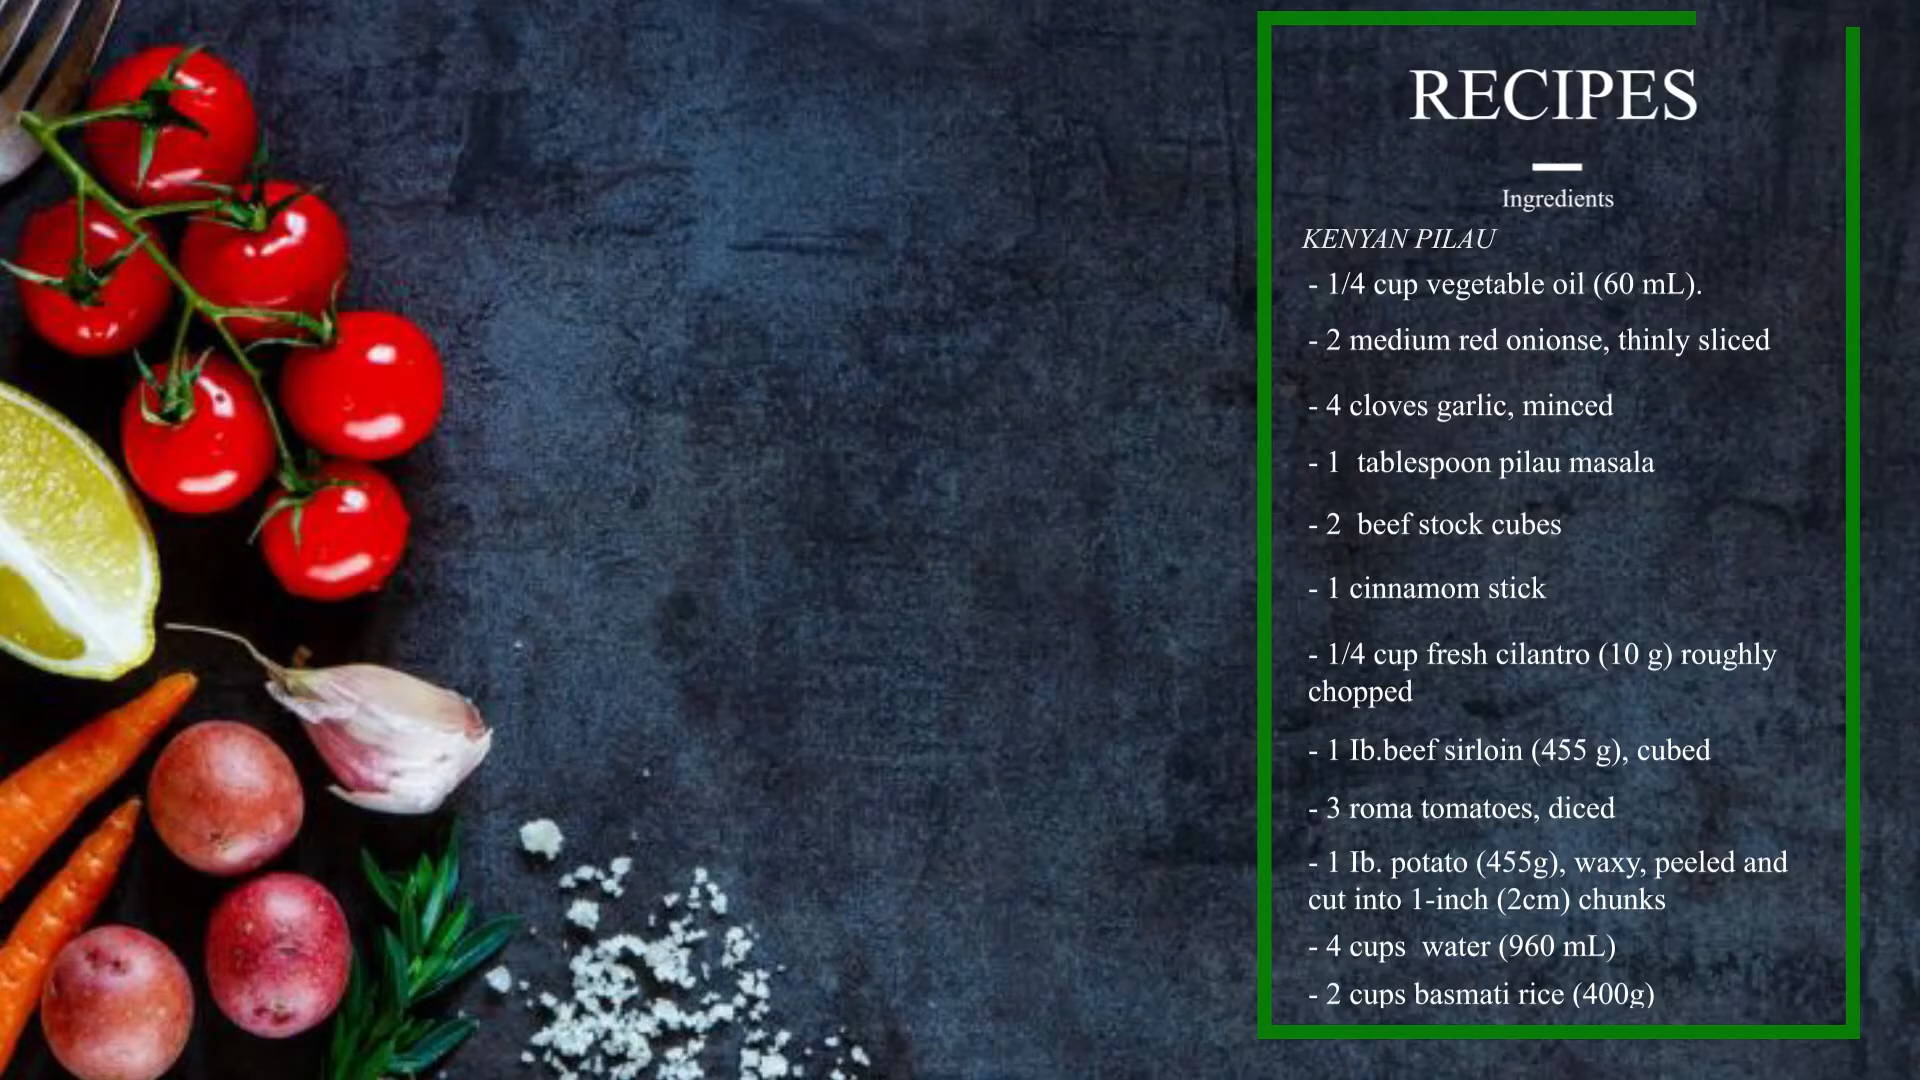 RECIPES
Ingredients
KENYAN PILAU
- 1/4 cup vegetable oil (60 mL).
- 2 medium red onionse, thinly sliced
- 4 cloves garlic, minced
- 1  tablespoon pilau masala
- 2  beef stock cubes
- 1 cinnamom stick
- 1/4 cup fresh cilantro (10 g) roughly
chopped
- 1 Ib.beef sirloin (455 g), cubed
- 3 roma tomatoes, diced
- 1 Ib. potato (455g), waxy, peeled and
cut into 1-inch (2cm) chunks
- 4 cups  water (960 mL)
- 2 cups basmati rice (400g)